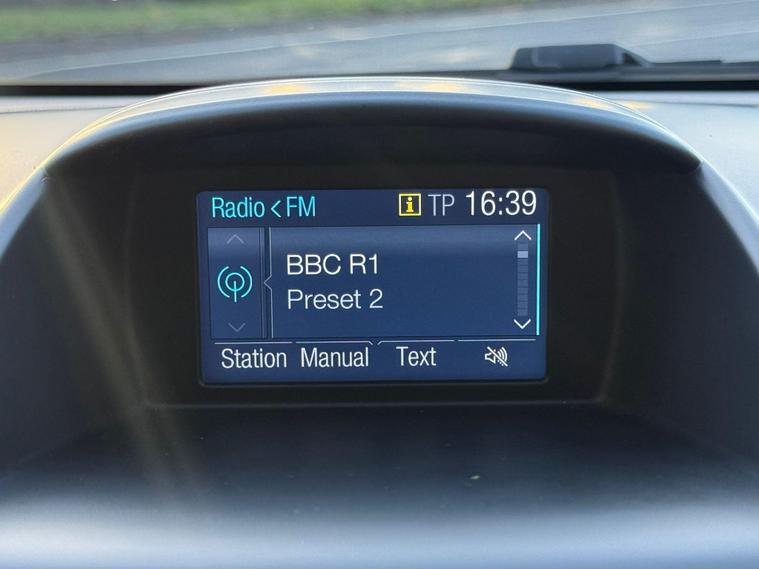 Radio < FM i TP 16:39
BBC R1
Preset 2
Station Manual Text